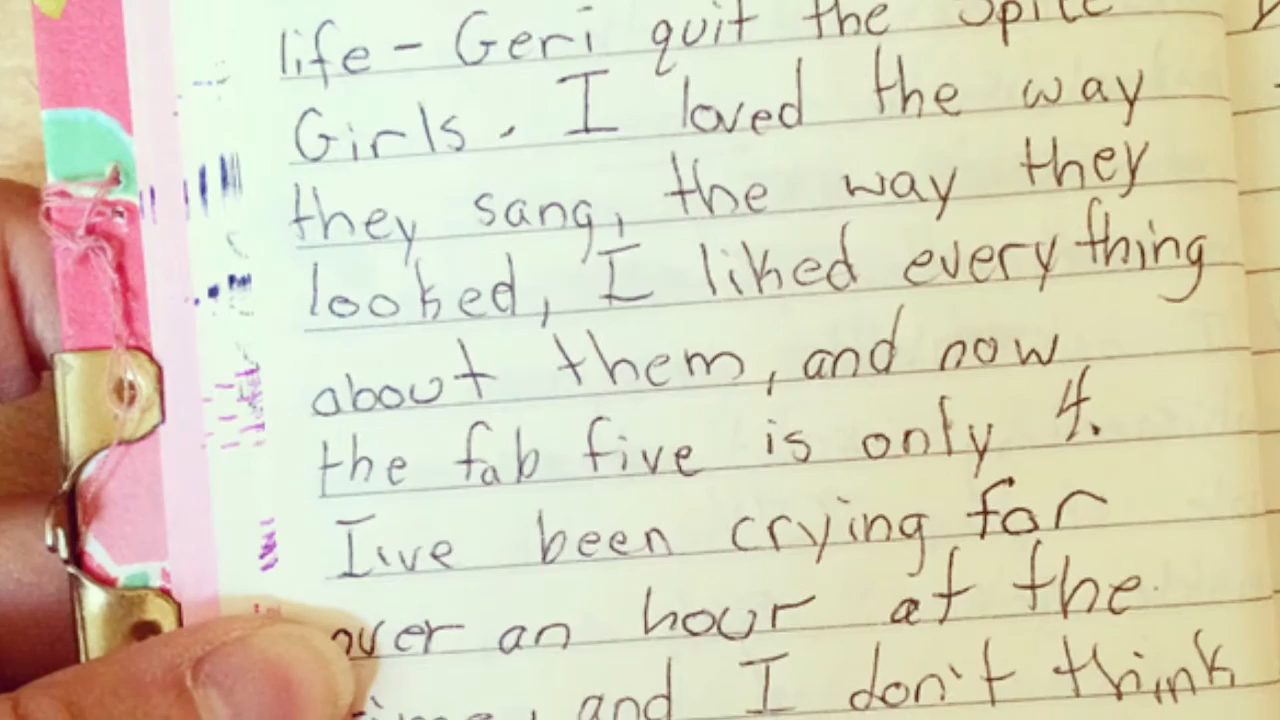 life - Geri quit the Spice
Girls. I loved the way
they sang, the way they
looked, I liked everything
about them, and now
the fab five is only 4.
I've been crying for
over an hour at the
time, and I don't think